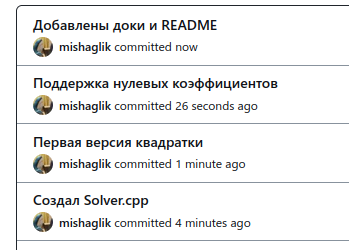 Добавлены доки и README
mishaglik committed now
Поддержка нулевых коэффициентов
mishaglik committed 26 seconds ago
Первая версия квадратки
mishaglik committed 1 minute ago
Создал Solver.cpp
mishaglik committed 4 minutes ago